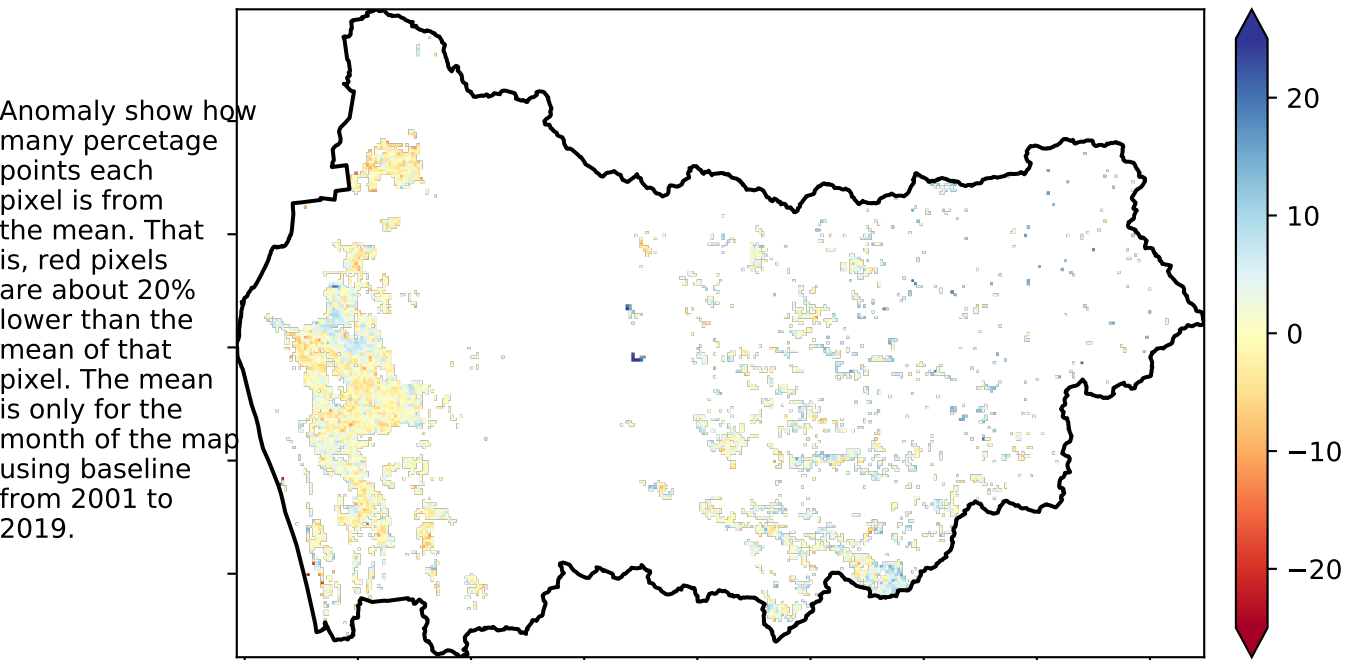 Anomaly show how
many percetage
points each
pixel is from
the mean. That
is, red pixels
are about 20%
lower than the
mean of that
pixel. The mean
is only for the
month of the map
using baseline
from 2001 to
2019.
20
10
0
−10
−20